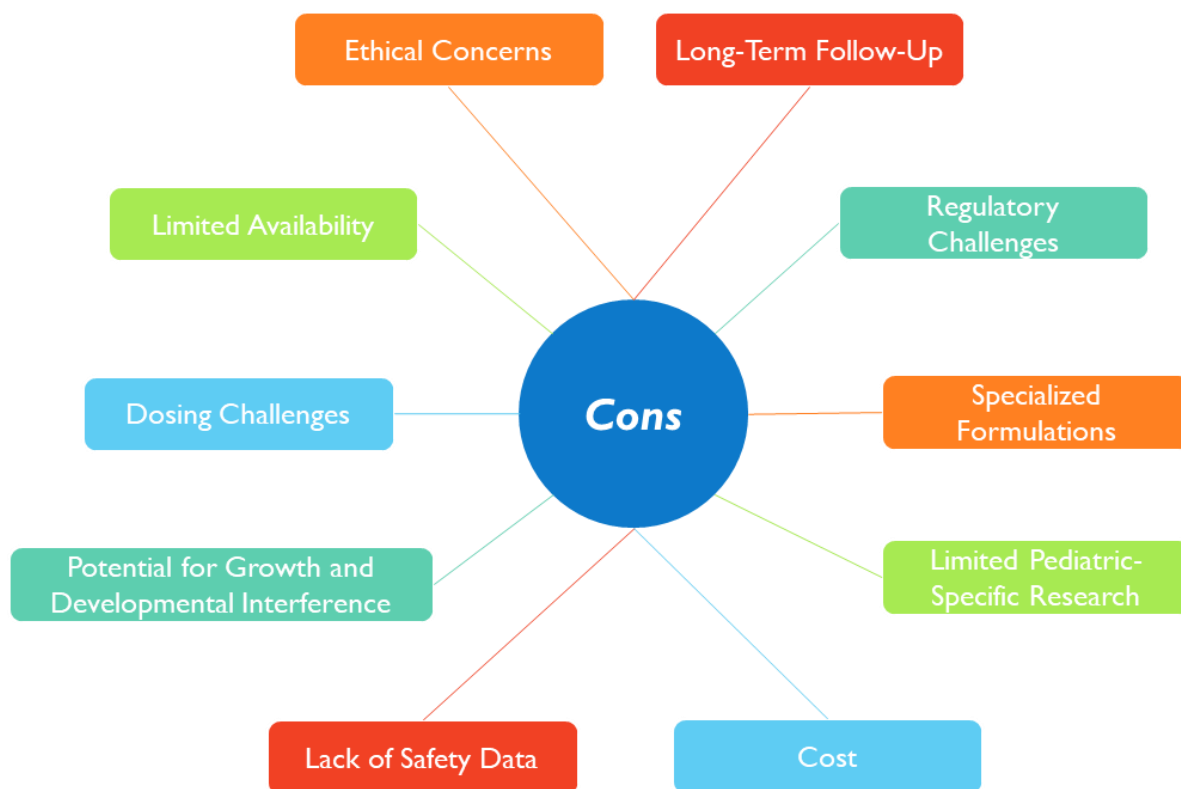 Ethical Concerns
Long-Term Follow-Up
Limited Availability
Regulatory
Challenges
Dosing Challenges
Cons
Specialized
Formulations
Potential for Growth and
Developmental Interference
Limited Pediatric-
Specific Research
Lack of Safety Data
Cost